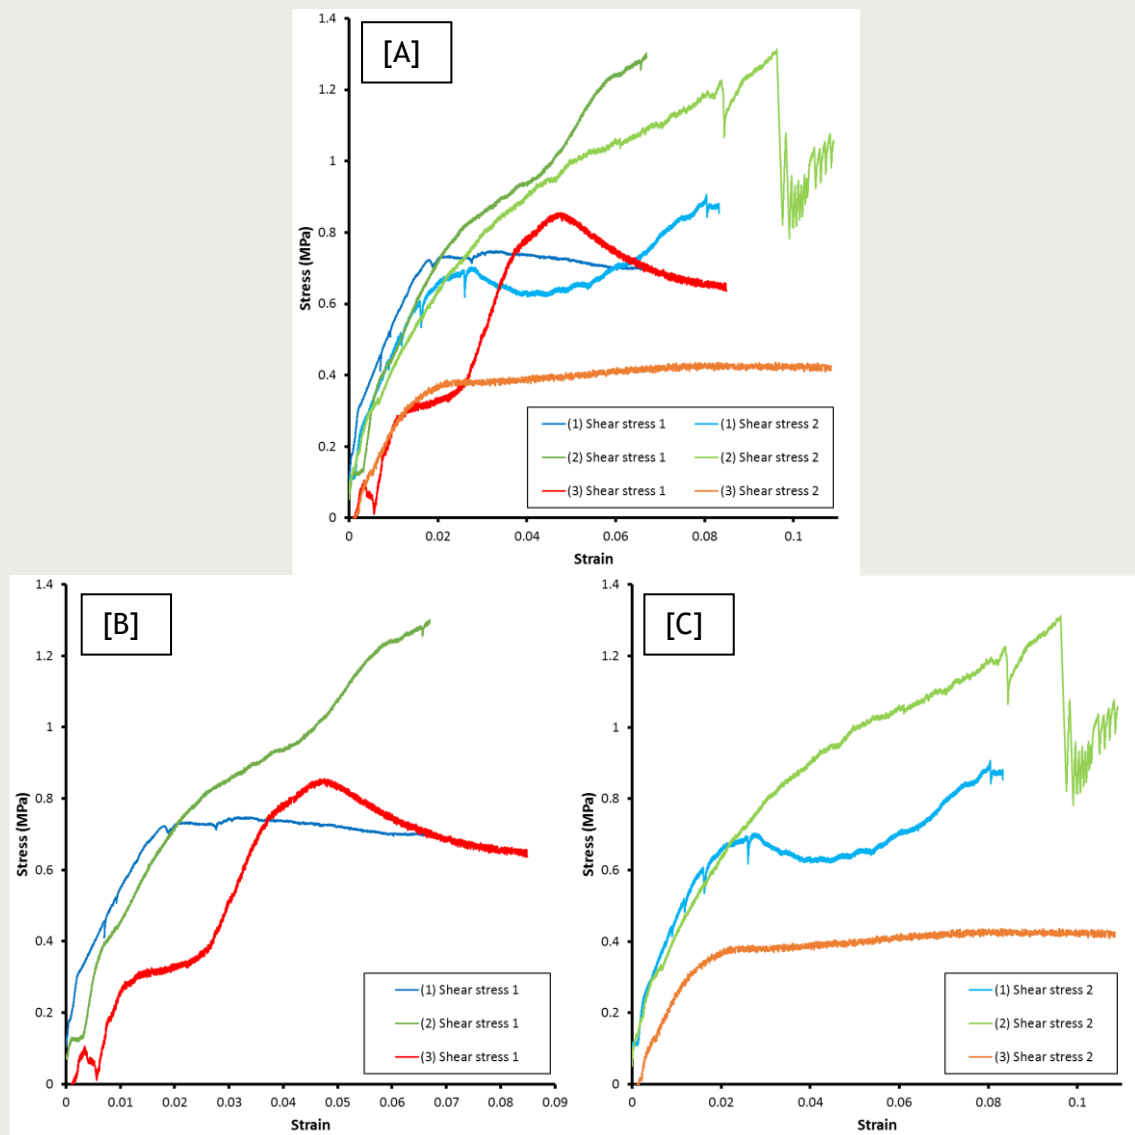 [A]
1.4
1.2
1
0.8
0.6
0.4
0.2
0
Stress (MPa)
(1) Shear stress 1
(1) Shear stress 2
(2) Shear stress 1
(2) Shear stress 2
(3) Shear stress 1
(3) Shear stress 2
0 0.02 0.04 0.06 0.08 0.1
Strain
[B]
1.4
1.2
1
0.8
0.6
0.4
0.2
0
Stress (MPa)
(1) Shear stress 1
(2) Shear stress 1
(3) Shear stress 1
0 0.01 0.02 0.03 0.04 0.05 0.06 0.07 0.08 0.09
Strain
[C]
1.4
1.2
1
0.8
0.6
0.4
0.2
0
Stress (MPa)
(1) Shear stress 2
(2) Shear stress 2
(3) Shear stress 2
0 0.02 0.04 0.06 0.08 0.1
Strain